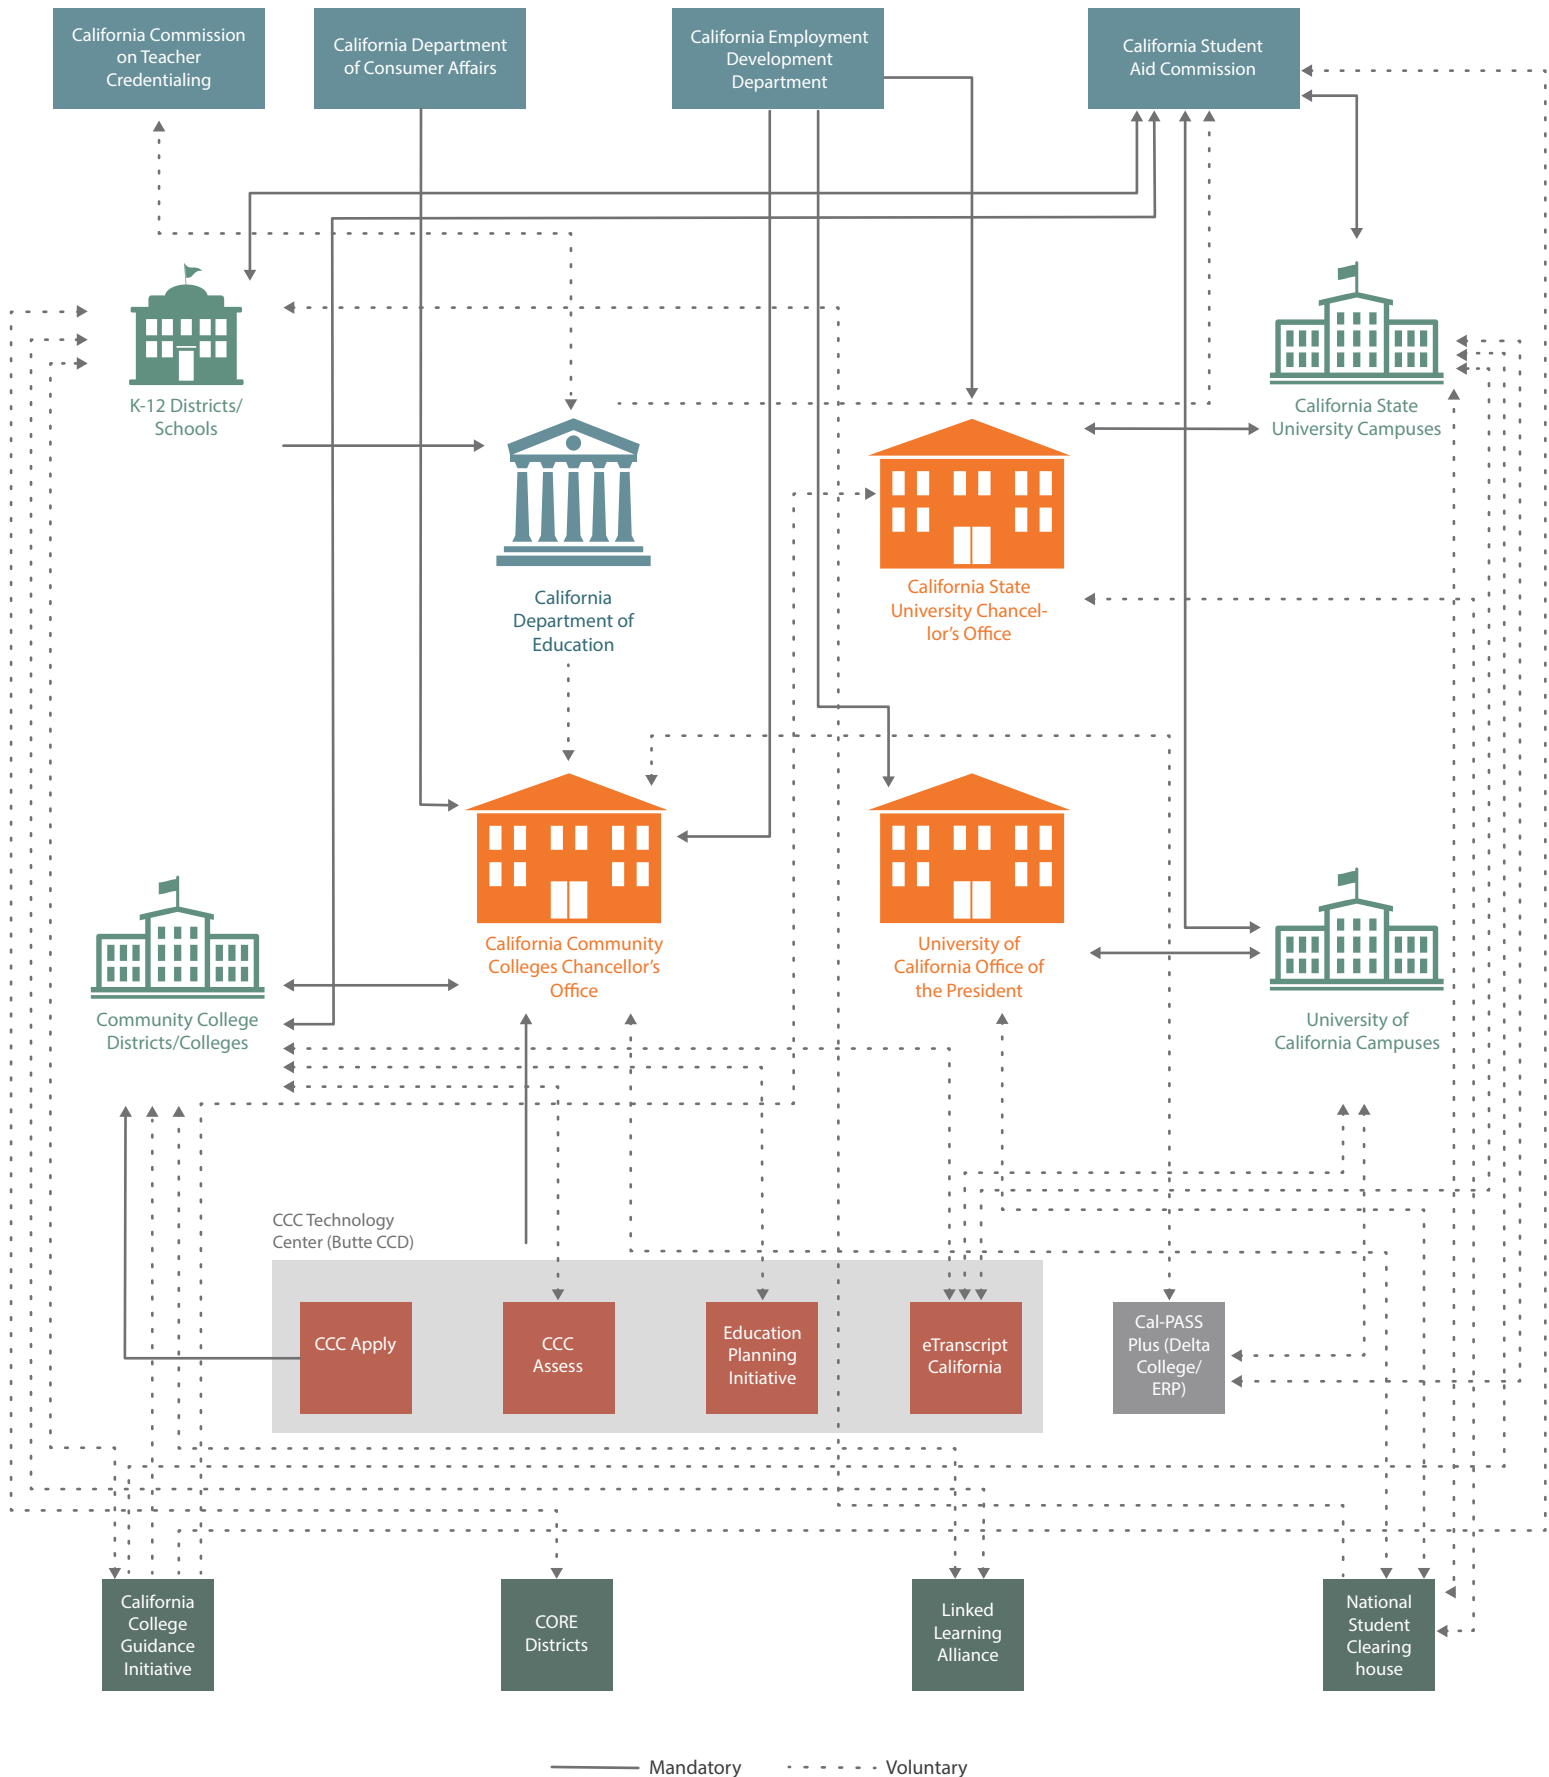 California Commission
on Teacher
Credentialing
California Department
of Consumer Affairs
California Employment
Development
Department
California Student
Aid Commission
K-12 Districts/
Schools
California State
University Campuses
California
Department of
Education
California State
University Chancel-
lor's Office
California Community
Colleges Chancellor's
Office
University of
California Office of
the President
Community College
Districts/Colleges
University of
California Campuses
CCC Technology
Center (Butte CCD)
CCC Apply
CCC
Assess
Education
Planning
Initiative
eTranscript
California
Cal-PASS
Plus (Delta
College/
ERP)
California
College
Guidance
Initiative
CORE
Districts
Linked
Learning
Alliance
National
Student
Clearing
house
Mandatory
Voluntary